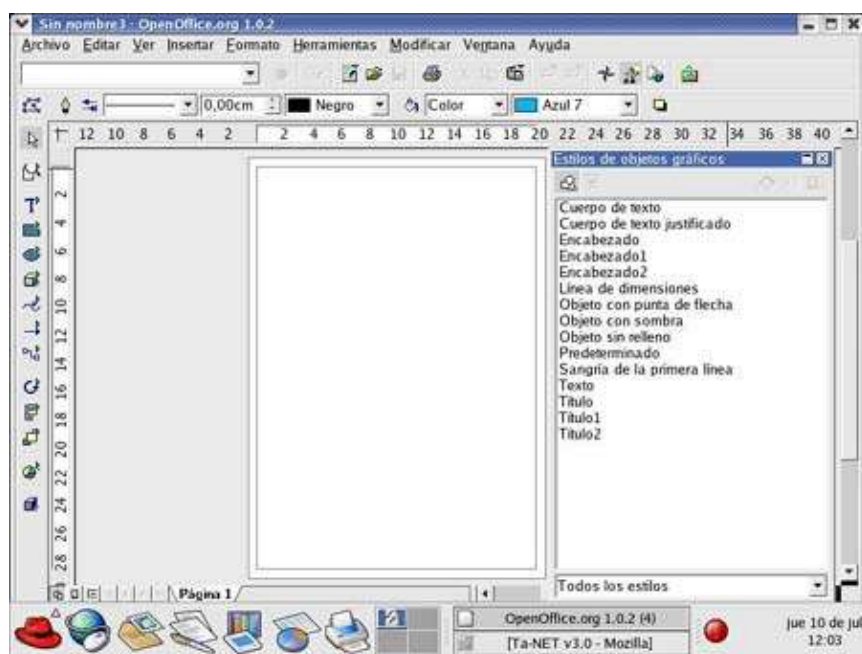 Sin nombre3 - OpenOffice.org 1.0.2
Archivo Editar Ver Insertar Formato Herramientas Modificar Ventana Ayuda
0,00cm Negro Color Azul 7
12 10 8 6 4 2 2 4 6 8 10 12 14 16 18 20 22 24 26 28 30 32 34 36 38 40
Estilos de objetos gráficos
Cuerpo de texto
Cuerpo de texto justificado
Encabezado
Encabezado1
Encabezado2
Línea de dimensiones
Objeto con punta de flecha
Objeto con sombra
Objeto sin relleno
Predeterminado
Sangría de la primera línea
Texto
Título
Título1
Título2
2
4
6
8
10
12
14
16
18
20
22
24
26
28
Página 1
Todos los estilos
OpenOffice.org 1.0.2 (4)
[Ta-NET v3.0 - Mozilla]
jue 10 de jul
12:03